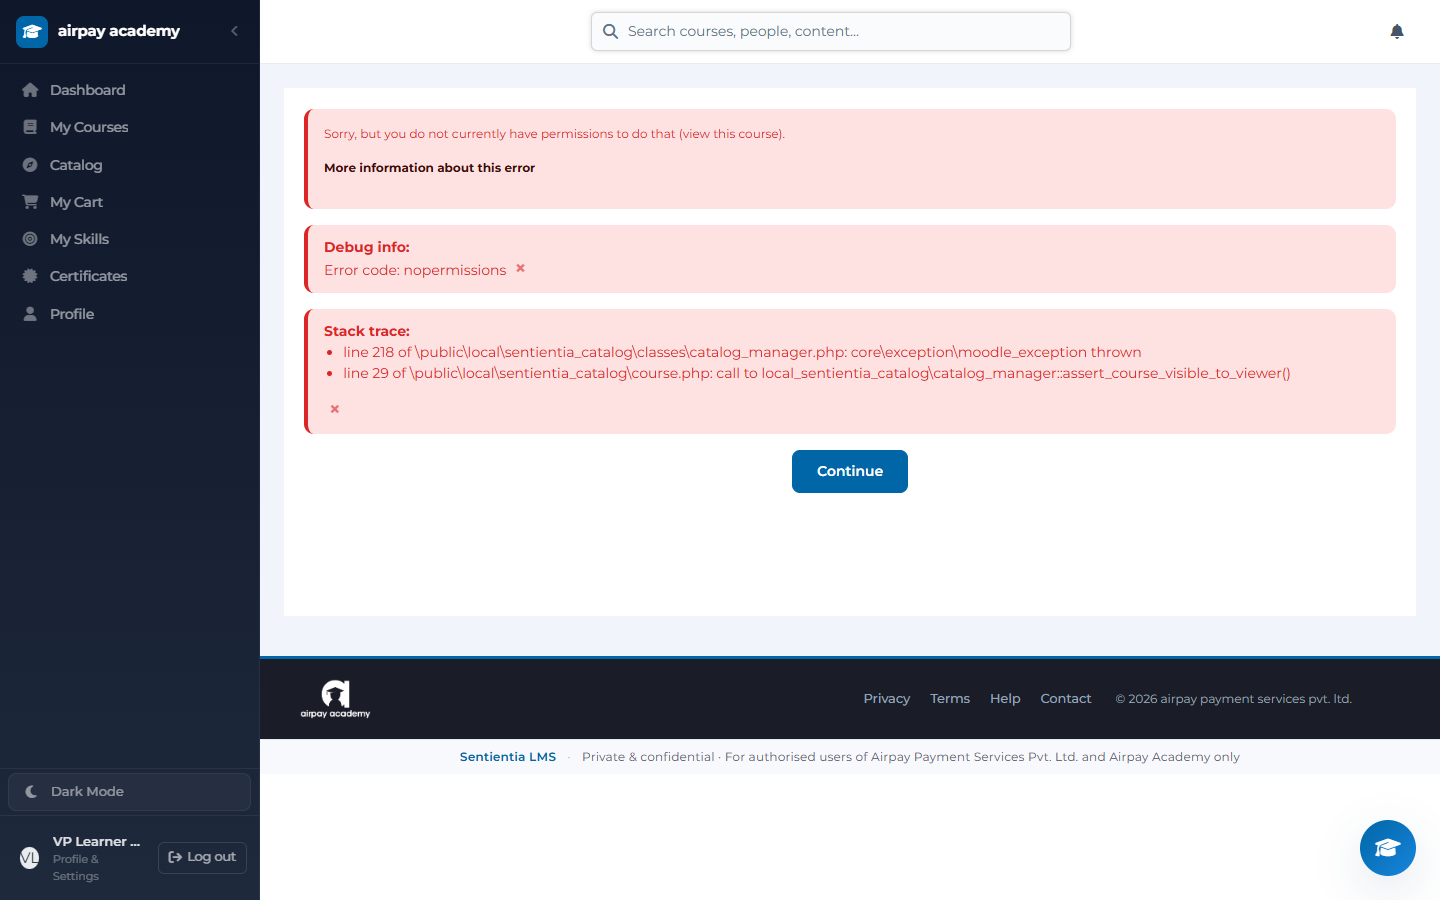 airpay academy
Search courses, people, content...
Dashboard
My Courses
Catalog
My Cart
My Skills
Certificates
Profile
Sorry, but you do not currently have permissions to do that (view this course).
More information about this error
Debug info:
Error code: nopermissions
Stack trace:
line 218 of \public\local\sentientia_catalog\classes\catalog_manager.php: core\exception\moodle_exception thrown
line 29 of \public\local\sentientia_catalog\course.php: call to local_sentientia_catalog\catalog_manager::assert_course_visible_to_viewer()
Continue
airpay academy
Privacy Terms Help Contact © 2026 airpay payment services pvt. ltd.
Sentientia LMS · Private & confidential · For authorised users of Airpay Payment Services Pvt. Ltd. and Airpay Academy only
Dark Mode
VL
VP Learner ...
Profile &
Settings
Log out